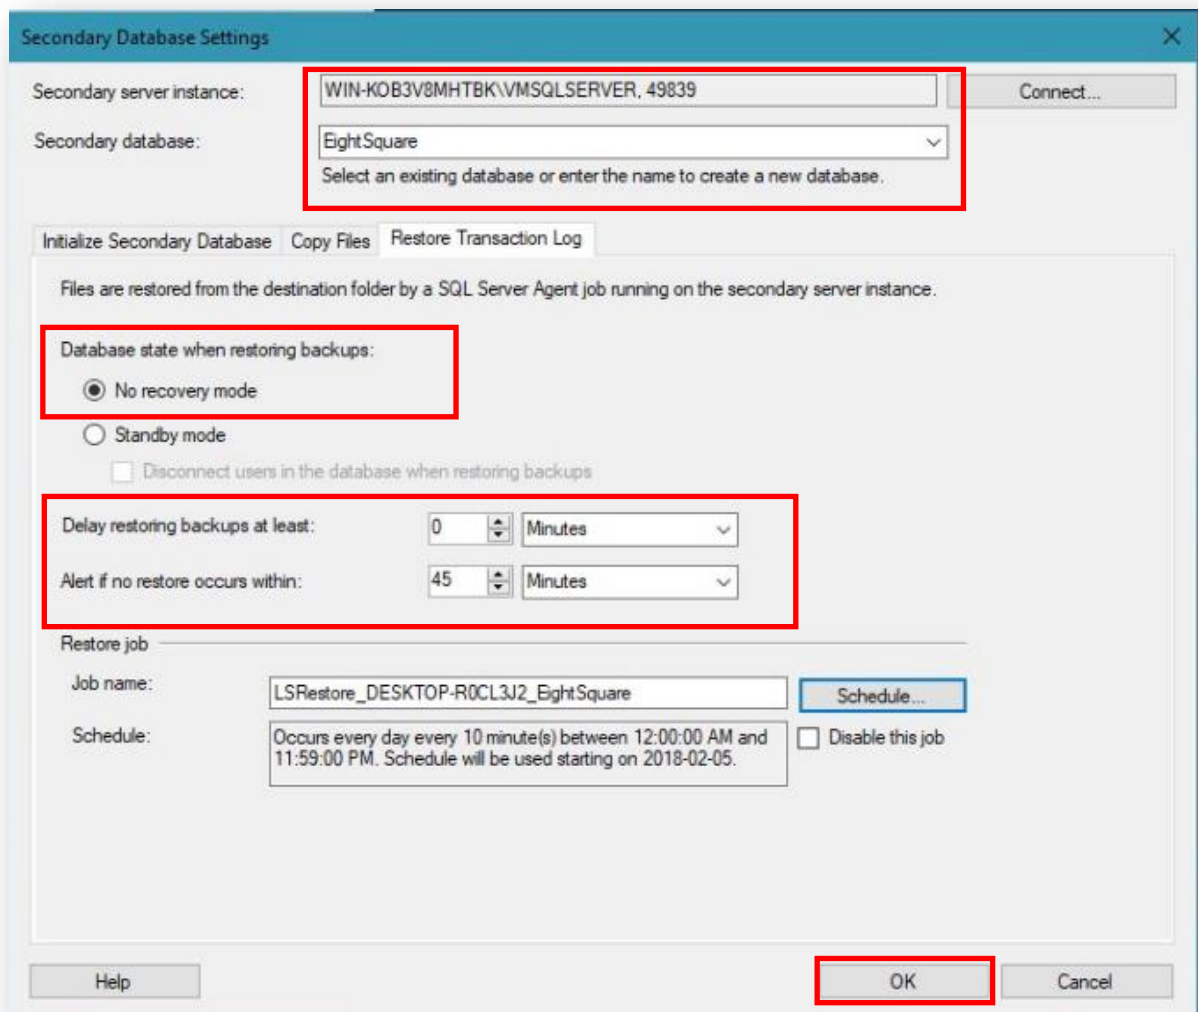 Secondary Database Settings
Secondary server instance:
WIN-KOB3V8MHTBK\VMSQLSERVER, 49839
Connect...
Secondary database:
EightSquare
Select an existing database or enter the name to create a new database.
Initialize Secondary Database
Copy Files
Restore Transaction Log
Files are restored from the destination folder by a SQL Server Agent job running on the secondary server instance.
Database state when restoring backups:
No recovery mode
Standby mode
Disconnect users in the database when restoring backups
Delay restoring backups at least:
0
Minutes
Alert if no restore occurs within:
45
Minutes
Restore job
Job name:
LSRestore_DESKTOP-R0CL3J2_EightSquare
Schedule...
Schedule:
Occurs every day every 10 minute(s) between 12:00:00 AM and
11:59:00 PM. Schedule will be used starting on 2018-02-05.
Disable this job
Help
OK
Cancel